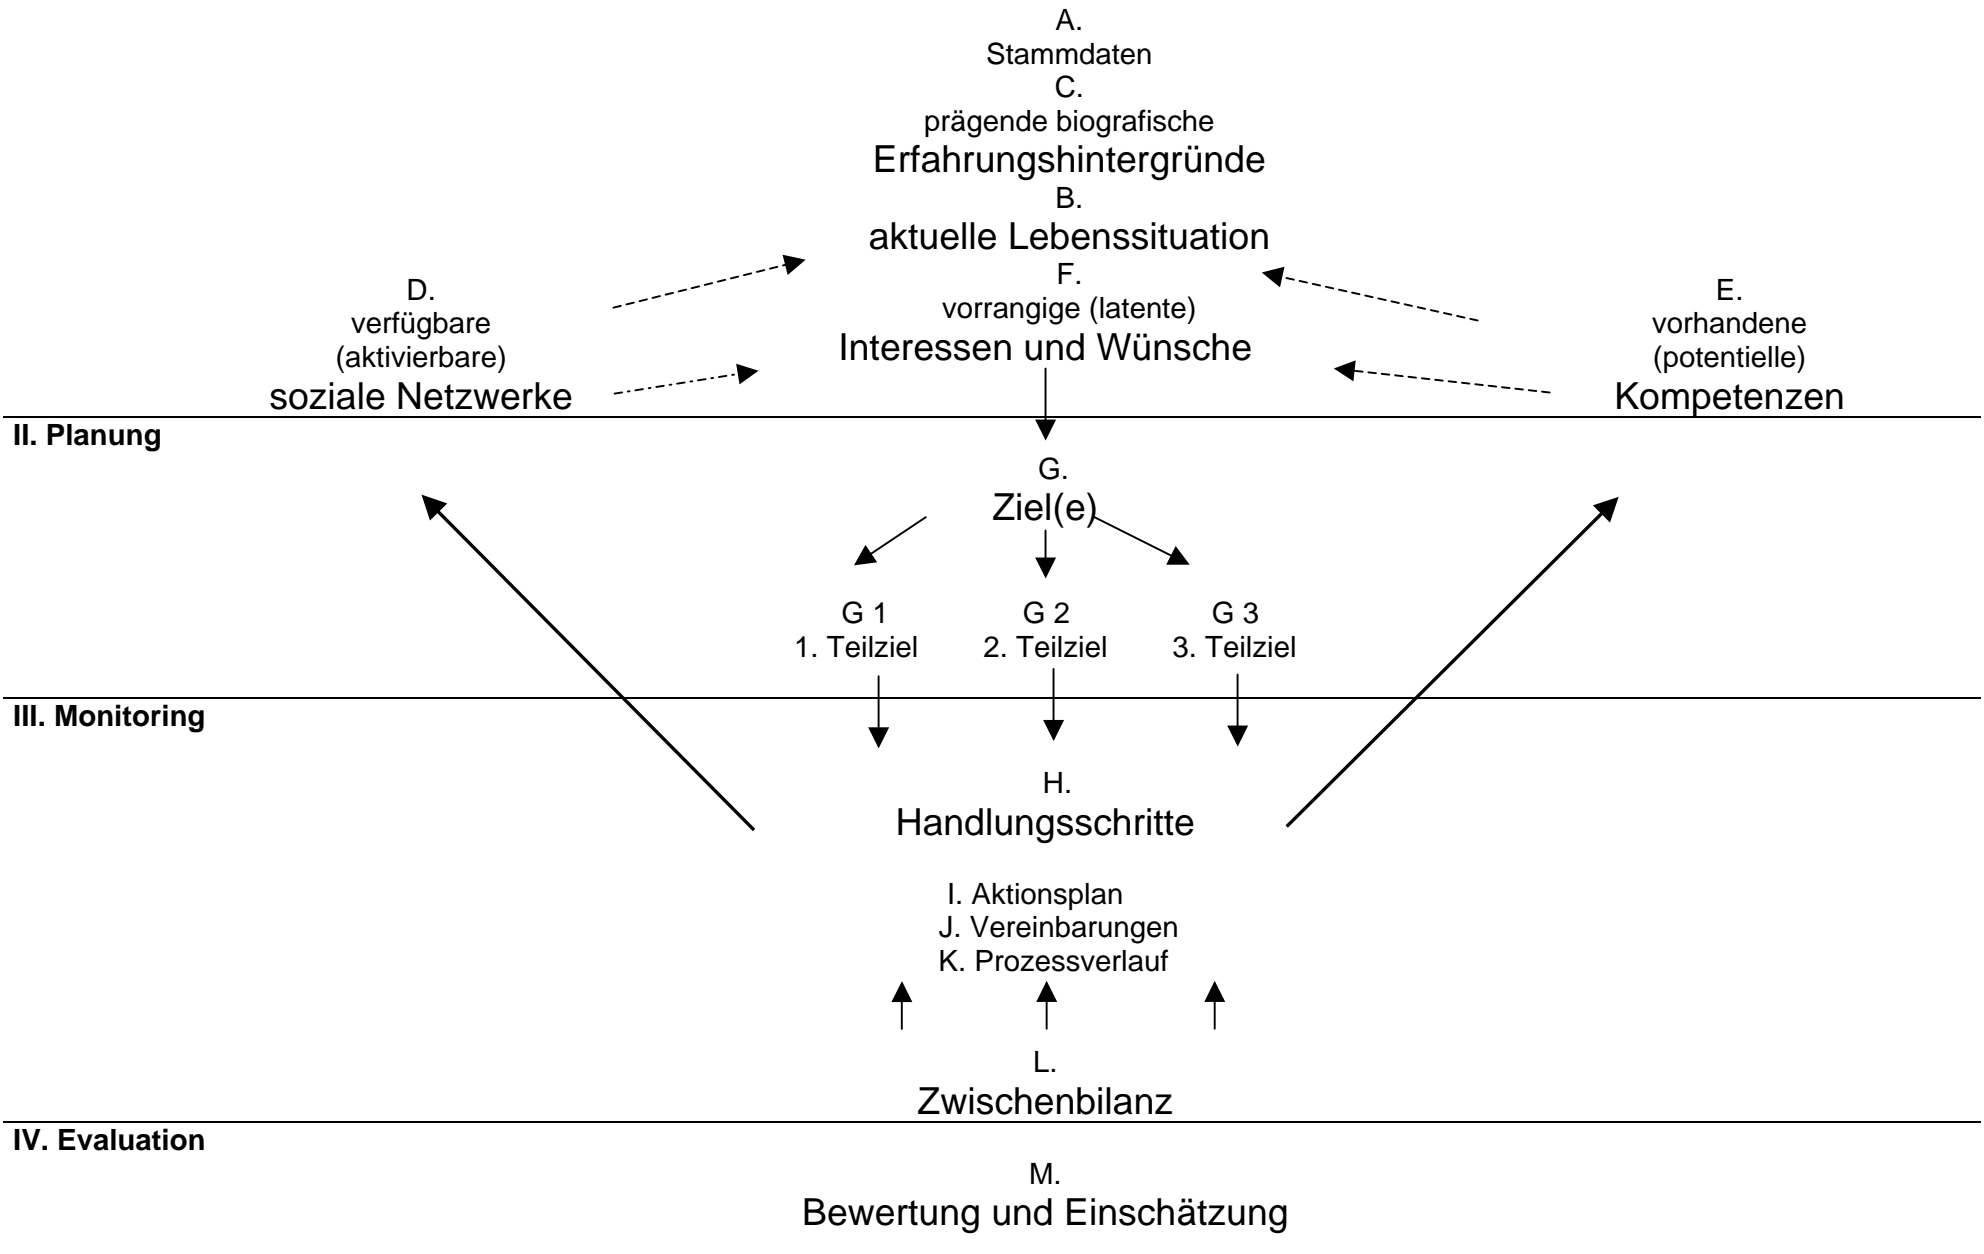 A.
Stammdaten
C.
prägende biografische
Erfahrungshintergründe
B.
aktuelle Lebenssituation
F.
vorrangige (latente)
Interessen und Wünsche
D.
verfügbare
(aktivierbare)
soziale Netzwerke
E.
vorhandene
(potentielle)
Kompetenzen
II. Planung
G.
Ziel(e)
G 1
1. Teilziel
G 2
2. Teilziel
G 3
3. Teilziel
III. Monitoring
H.
Handlungsschritte
I. Aktionsplan
J. Vereinbarungen
K. Prozessverlauf
L.
Zwischenbilanz
IV. Evaluation
M.
Bewertung und Einschätzung